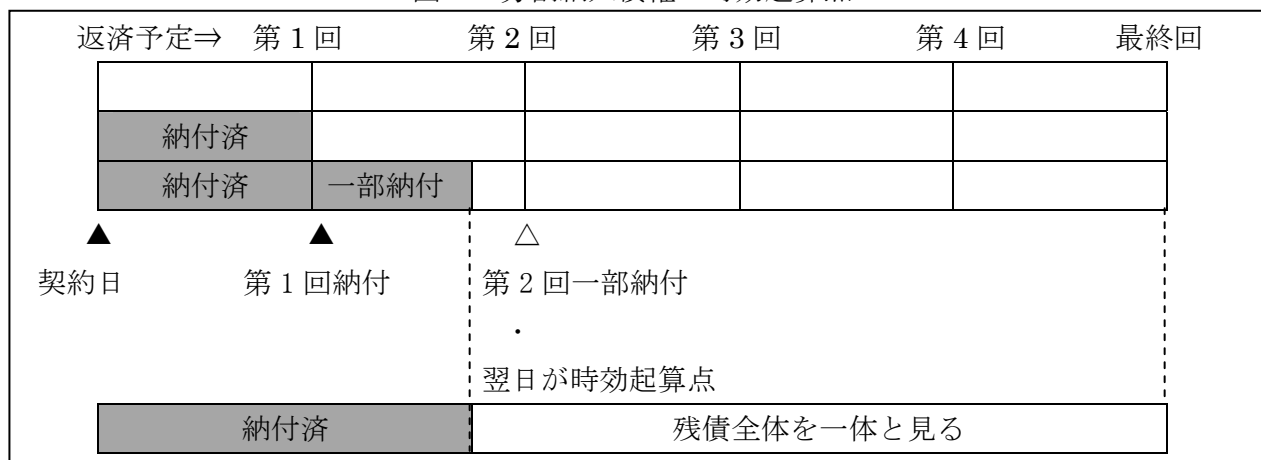 返済予定⇒ 第1回 第2回 第3回 第4回 最終回
納付済
納付済 一部納付
▲ ▲ △
契約日 第1回納付 第2回一部納付
・
翌日が時効起算点
納付済 残債全体を一体と見る